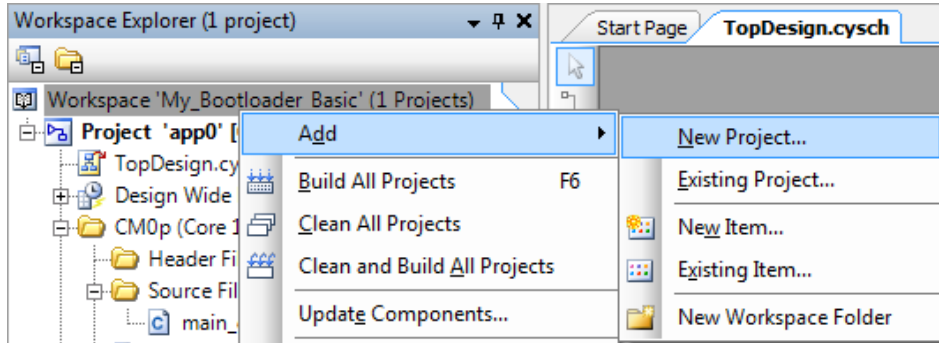 Workspace Explorer (1 project)
Start Page
TopDesign.cysch
Workspace 'My_Bootloader_Basic' (1 Projects)
Project 'app0' [
TopDesign.cy
Design Wide
CM0p (Core 1
Header Fi
Source Fil
main_
Add
Build All Projects F6
Clean All Projects
Clean and Build All Projects
Update Components...
New Project...
Existing Project...
New Item...
Existing Item...
New Workspace Folder